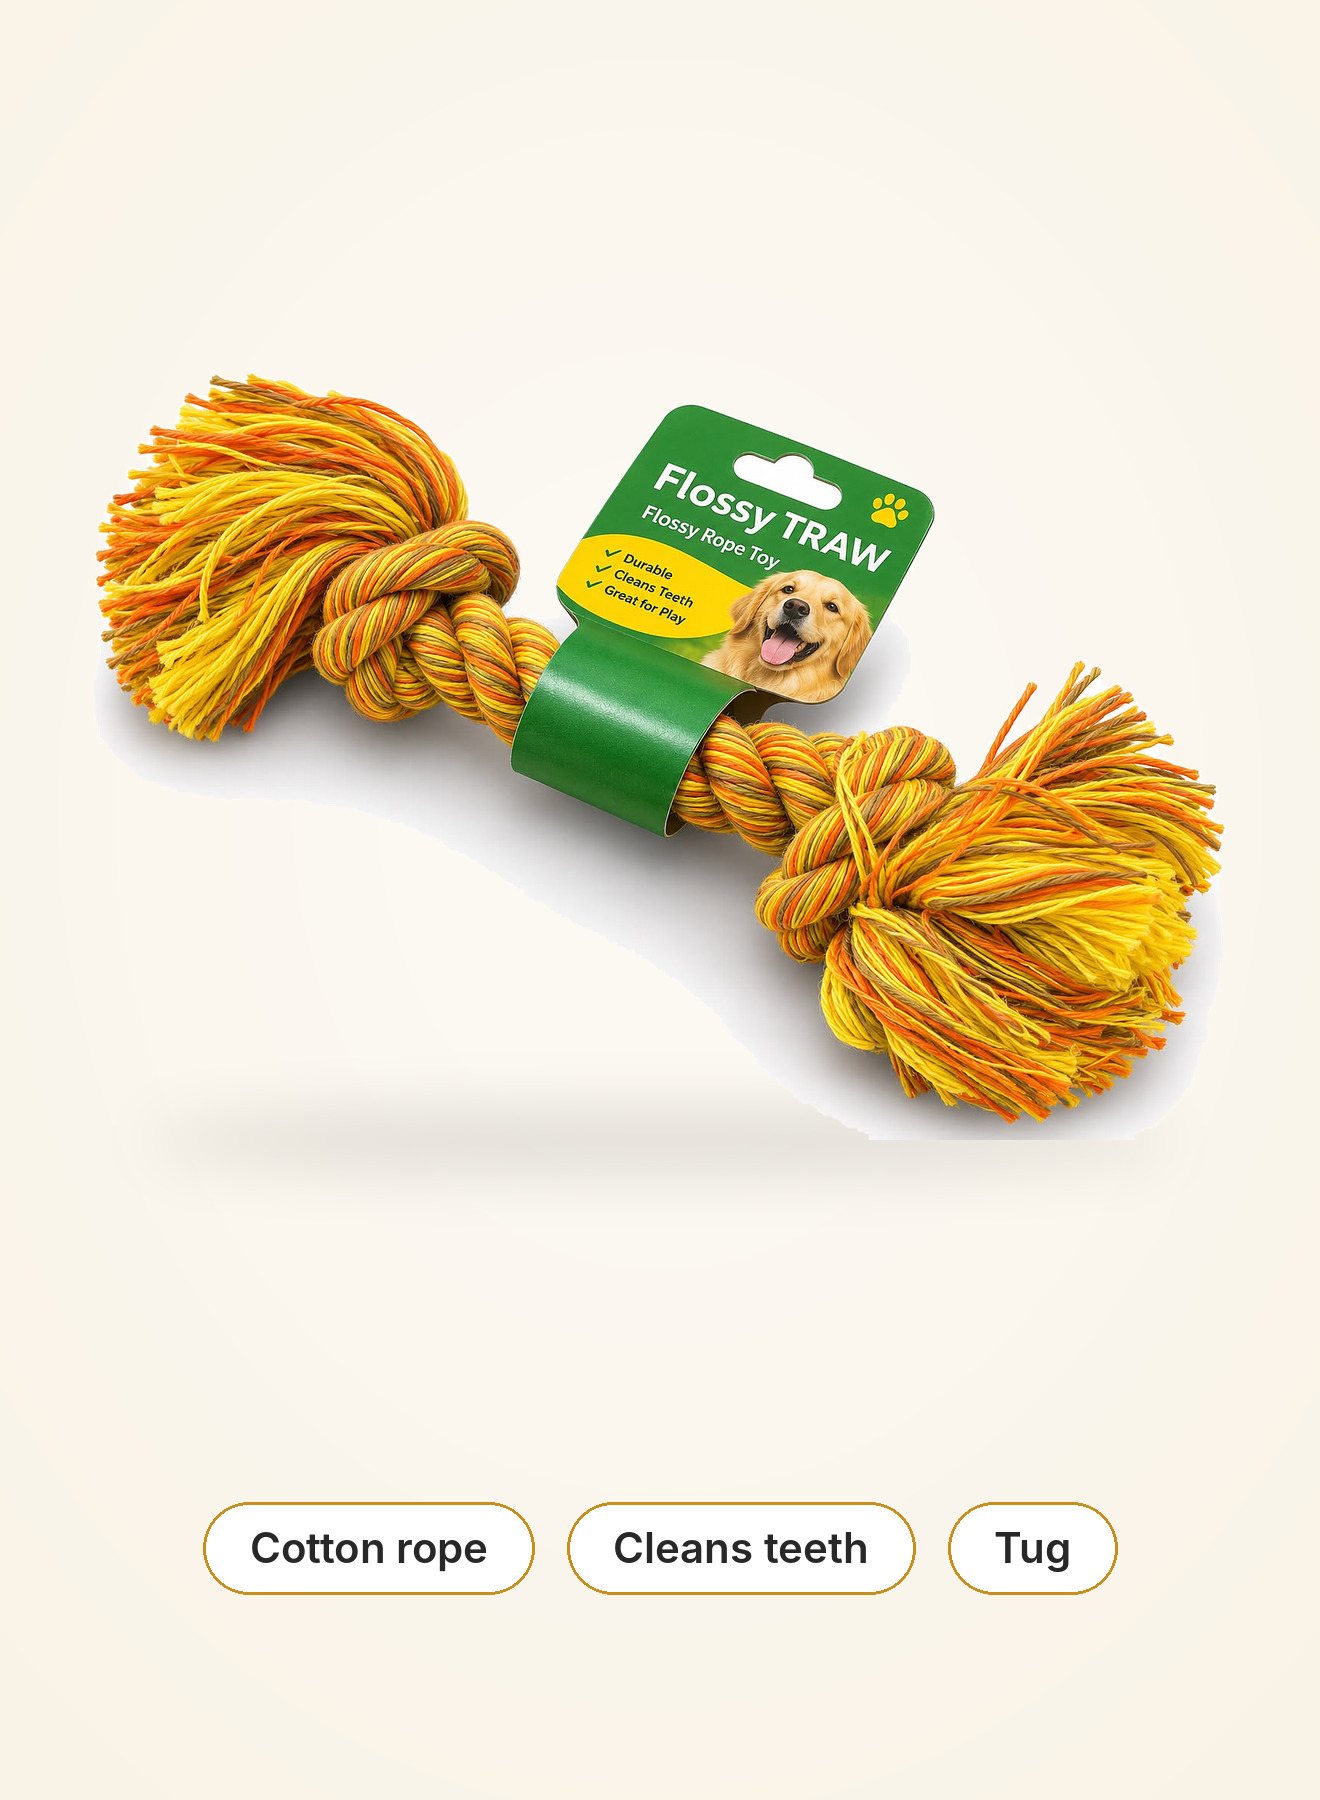 Flossy TRAW
Flossy Rope Toy
Durable
Cleans Teeth
Great for Play
Cotton rope
Cleans teeth
Tug